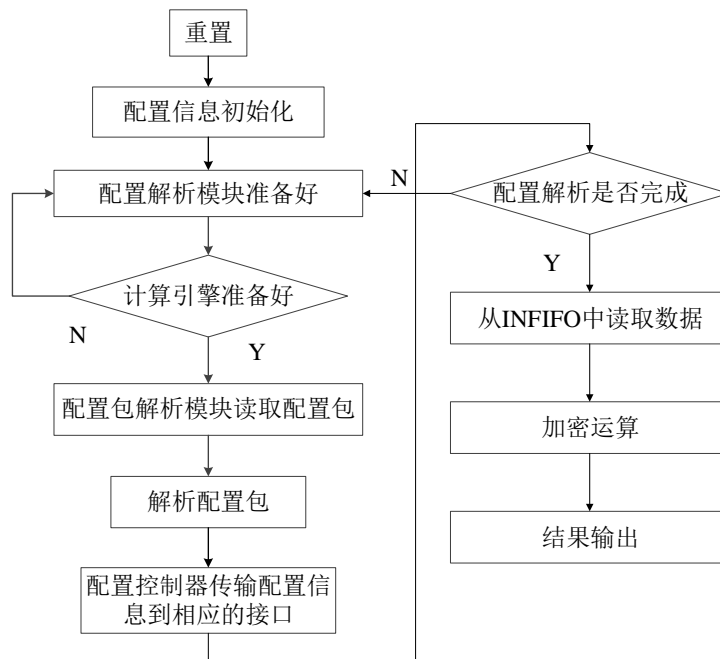 重置
配置信息初始化
配置解析模块准备好
计算引擎准备好
N
Y
配置包解析模块读取配置包
解析配置包
配置控制器传输配置信
息到相应的接口
N
配置解析是否完成
Y
从INFIFO中读取数据
加密运算
结果输出